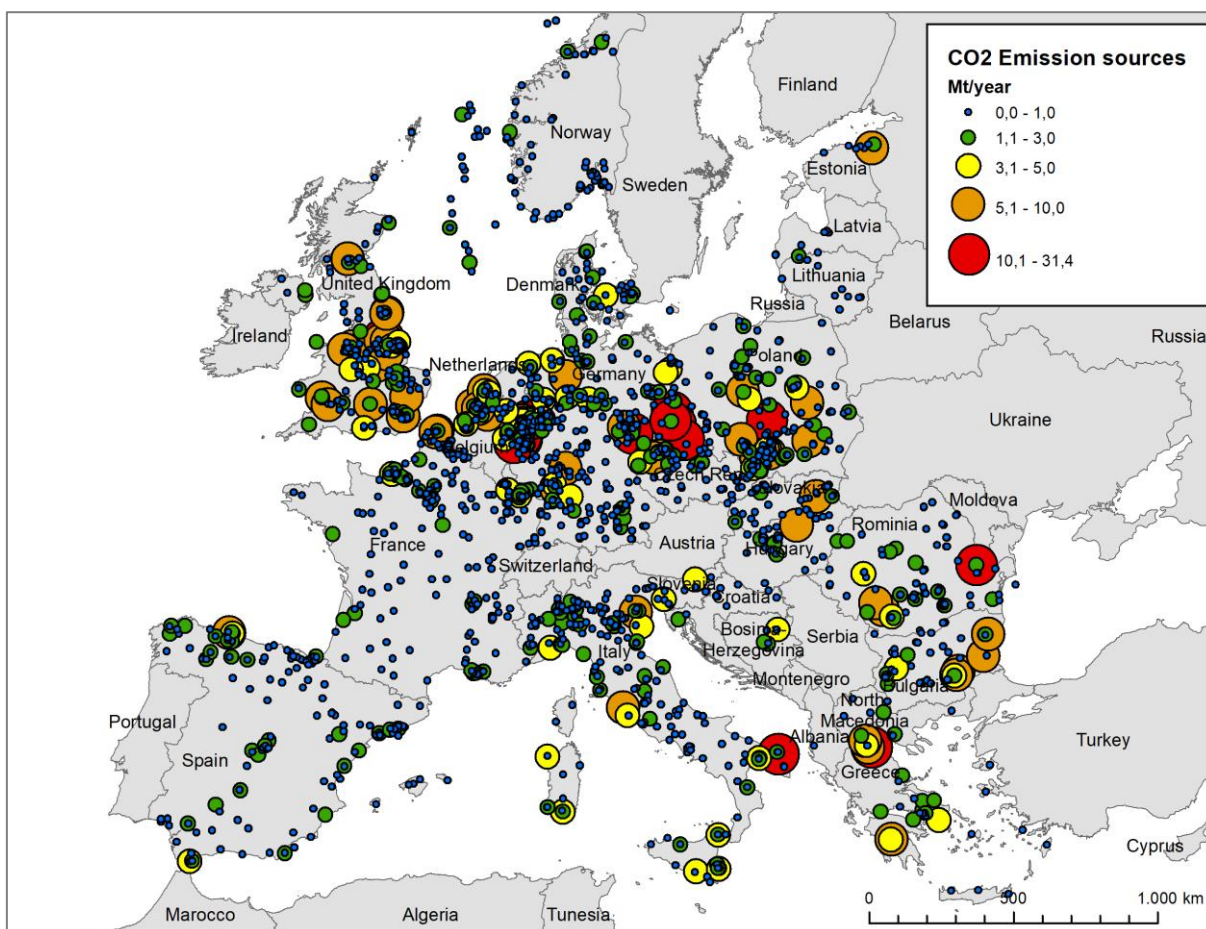 CO2 Emission sources
Mt/year
0,0 - 1,0
1,1 - 3,0
3,1 - 5,0
5,1 - 10,0
10,1 - 31,4
Finland
Norway
Sweden
Estonia
Latvia
Lithuania
United Kingdom
Denmark
Russia
Belarus
Russia
Ireland
Netherlands
Germany
Poland
Ukraine
Belgium
Czech Rep
Slovakia
Moldova
France
Austria
Hungary
Rominia
Switzerland
Slovenia
Croatia
Bosina-
Herzegovina
Serbia
Italy
Montenegro
Bulgaria
North
Macedonia
Portugal
Albania
Turkey
Spain
Greece
Cyprus
Marocco
Algeria
Tunesia
0
500
1.000 km